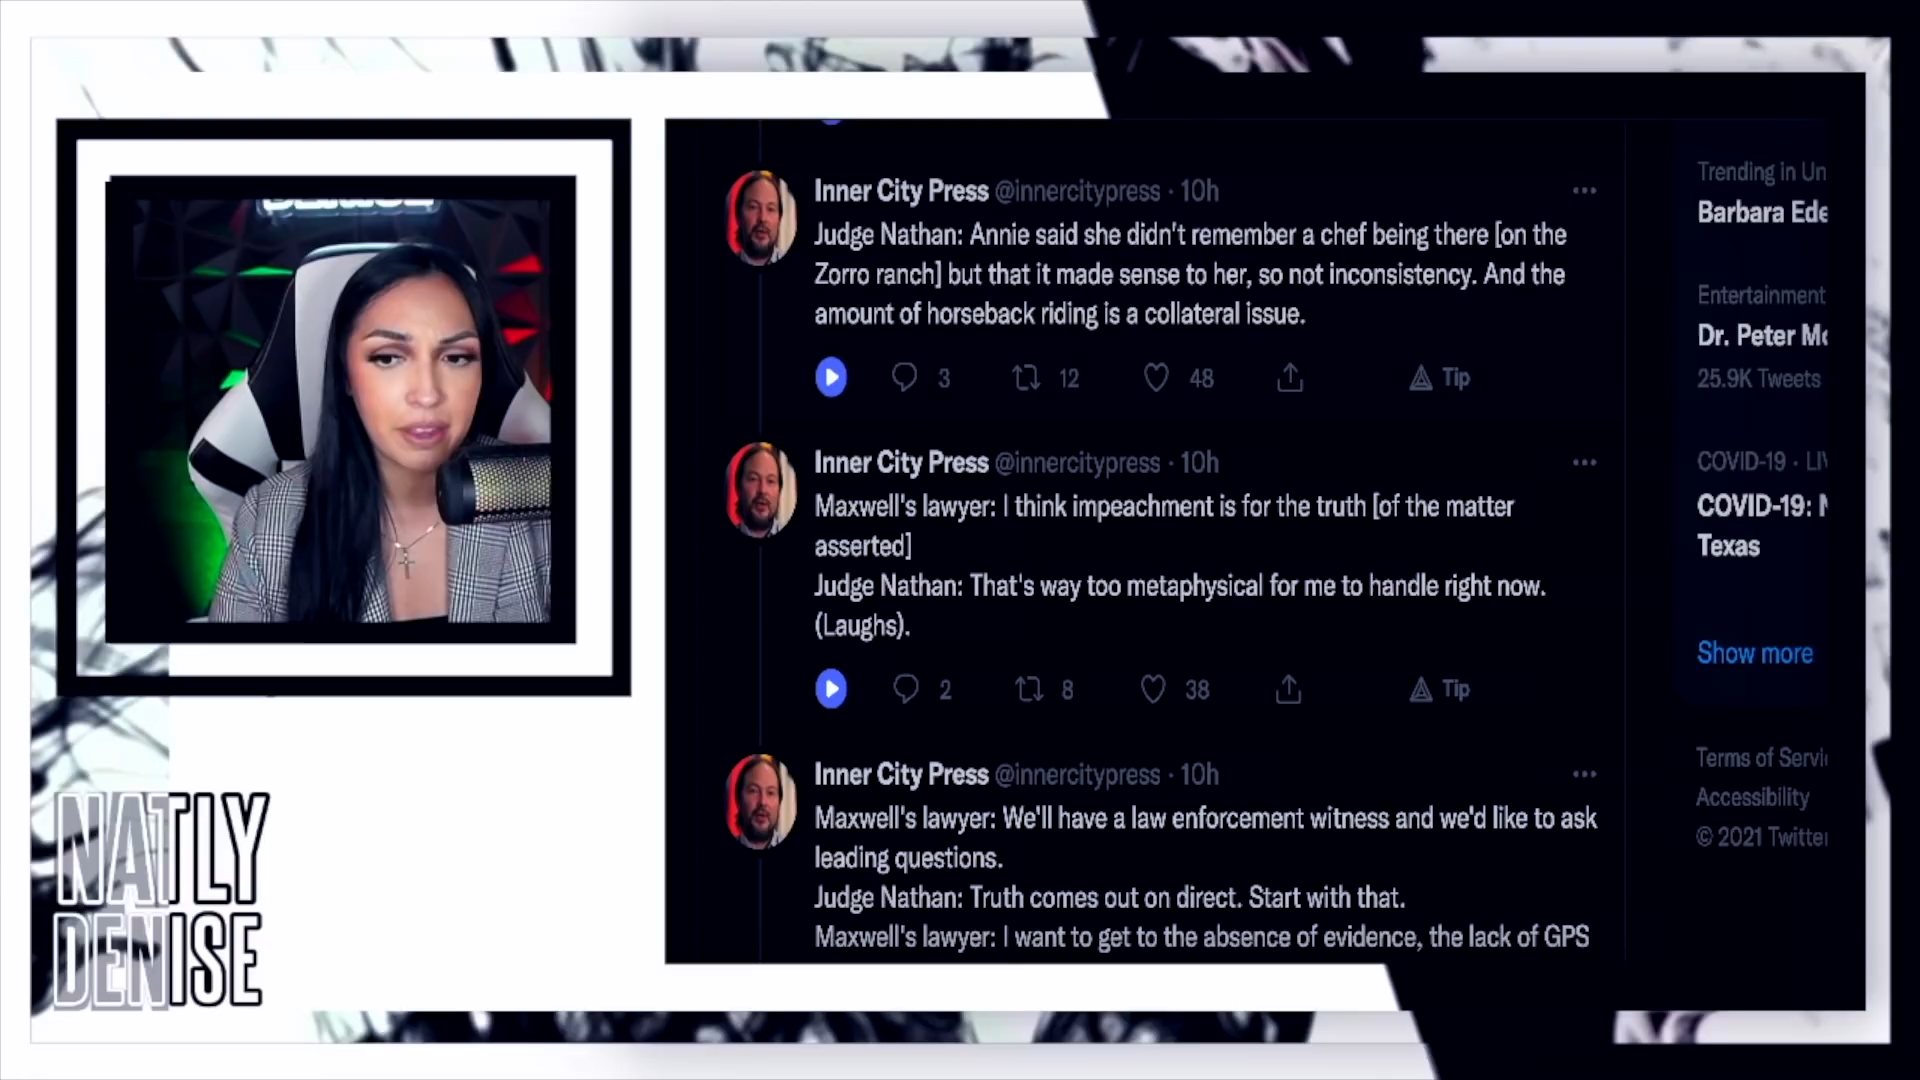 Inner City Press @innercitypress · 10h
Judge Nathan: Annie said she didn't remember a chef being there [on the
Zorro ranch] but that it made sense to her, so not inconsistency. And the
amount of horseback riding is a collateral issue.
3 12 48 Tip
Inner City Press @innercitypress · 10h
Maxwell's lawyer: I think impeachment is for the truth [of the matter
asserted]
Judge Nathan: That's way too metaphysical for me to handle right now.
(Laughs).
2 8 38 Tip
Inner City Press @innercitypress · 10h
Maxwell's lawyer: We'll have a law enforcement witness and we'd like to ask
leading questions.
Judge Nathan: Truth comes out on direct. Start with that.
Maxwell's lawyer: I want to get to the absence of evidence, the lack of GPS
Trending in Un
Barbara Ede
Entertainment
Dr. Peter Mc
25.9K Tweets
COVID-19 · LIV
COVID-19: N
Texas
Show more
Terms of Servi
Accessibility
© 2021 Twitter
NATLY
DENISE